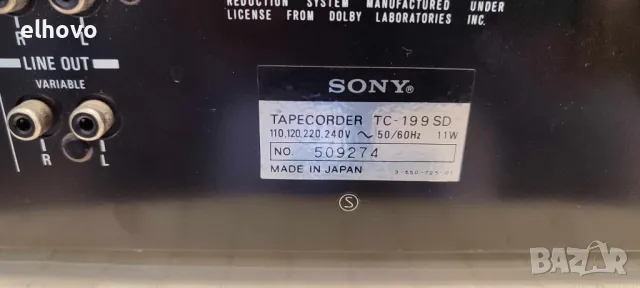 elhovo
REDUCTION SYSTEM MANUFACTURED UNDER
LICENSE FROM DOLBY LABORATORIES INC.
R L
LINE OUT
VARIABLE
R L
SONY®
TAPECORDER TC-199SD
110,120,220,240V ~ 50/60Hz 11W
NO. 509274
MADE IN JAPAN
S
BAZAR